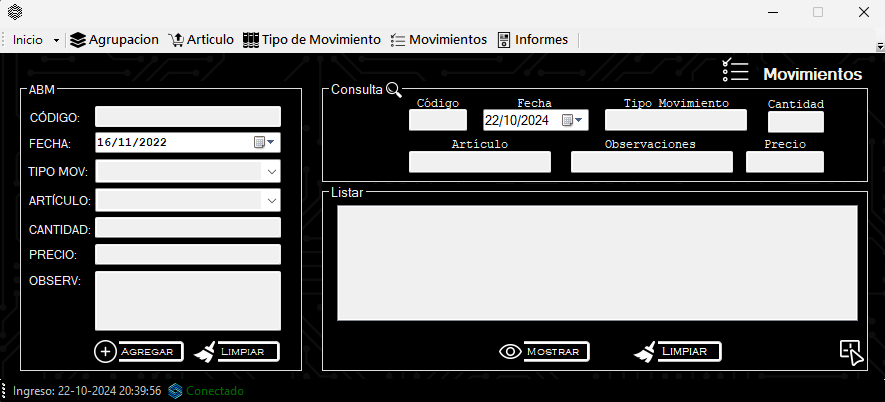 Inicio Agrupacion Articulo Tipo de Movimiento Movimientos Informes
Movimientos
ABM
CÓDIGO:
FECHA: 16/11/2022
TIPO MOV:
ARTÍCULO:
CANTIDAD:
PRECIO:
OBSERV:
AGREGAR LIMPIAR
Consulta
Código Fecha Tipo Movimiento Cantidad
22/10/2024
Artículo Observaciones Precio
Listar
MOSTRAR LIMPIAR
Ingreso: 22-10-2024 20:39:56 Conectado